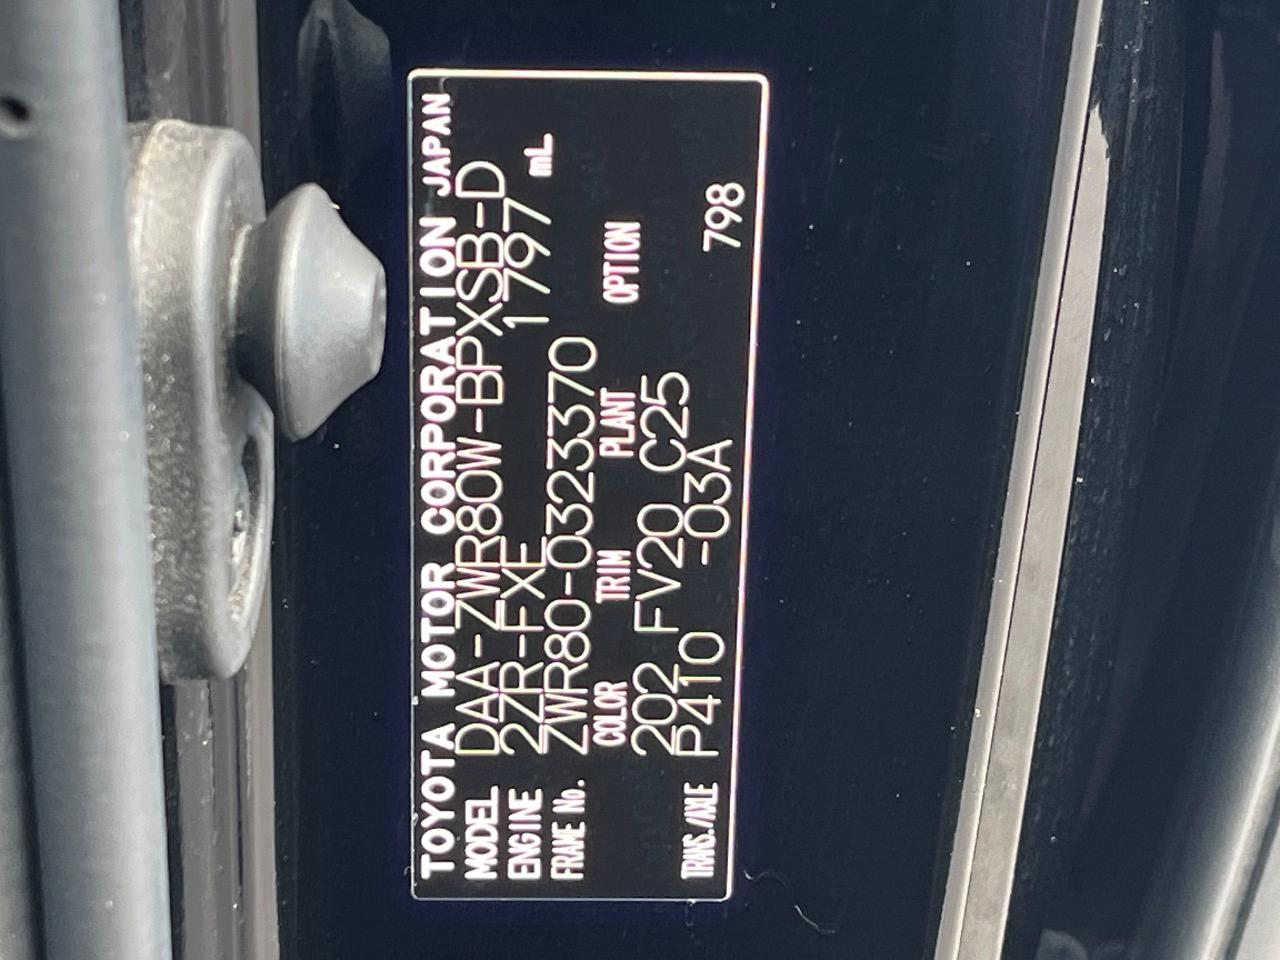 TOYOTA MOTOR CORPORATION JAPAN
MODEL DAA-ZWR80W-BPXSB-D
ENGINE 2ZR-FXE 1797 mL
FRAME No. ZWR80-0323370
COLOR TRIM PLANT OPTION
202 FV20 C25
TRANS./AXLE P410 -03A 798